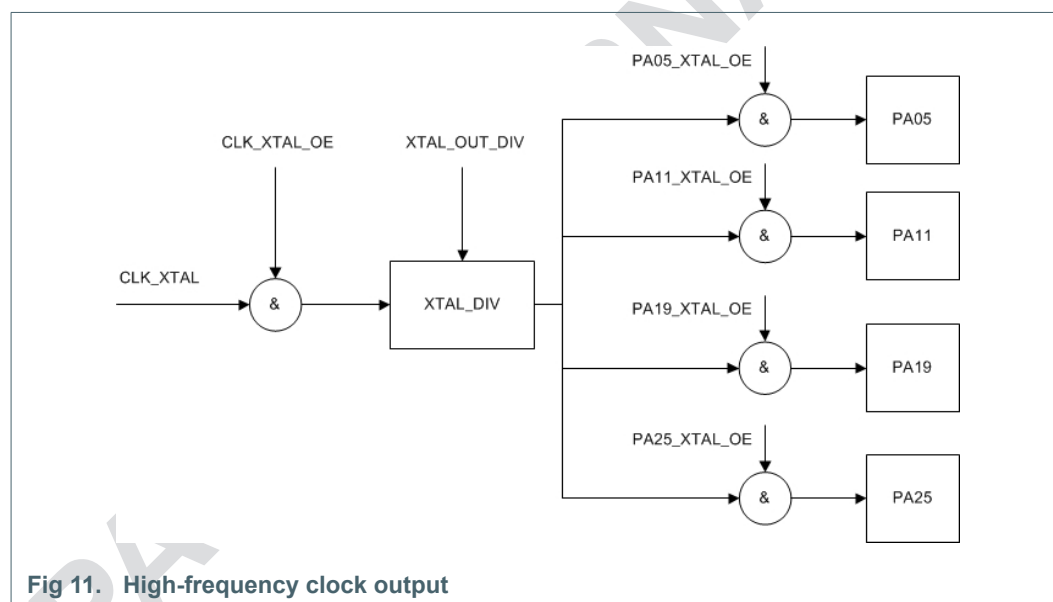 PA05_XTAL_OE
&
PA05
CLK_XTAL_OE
XTAL_OUT_DIV
PA11_XTAL_OE
&
PA11
CLK_XTAL
&
XTAL_DIV
PA19_XTAL_OE
&
PA19
PA25_XTAL_OE
&
PA25
Fig 11. High-frequency clock output